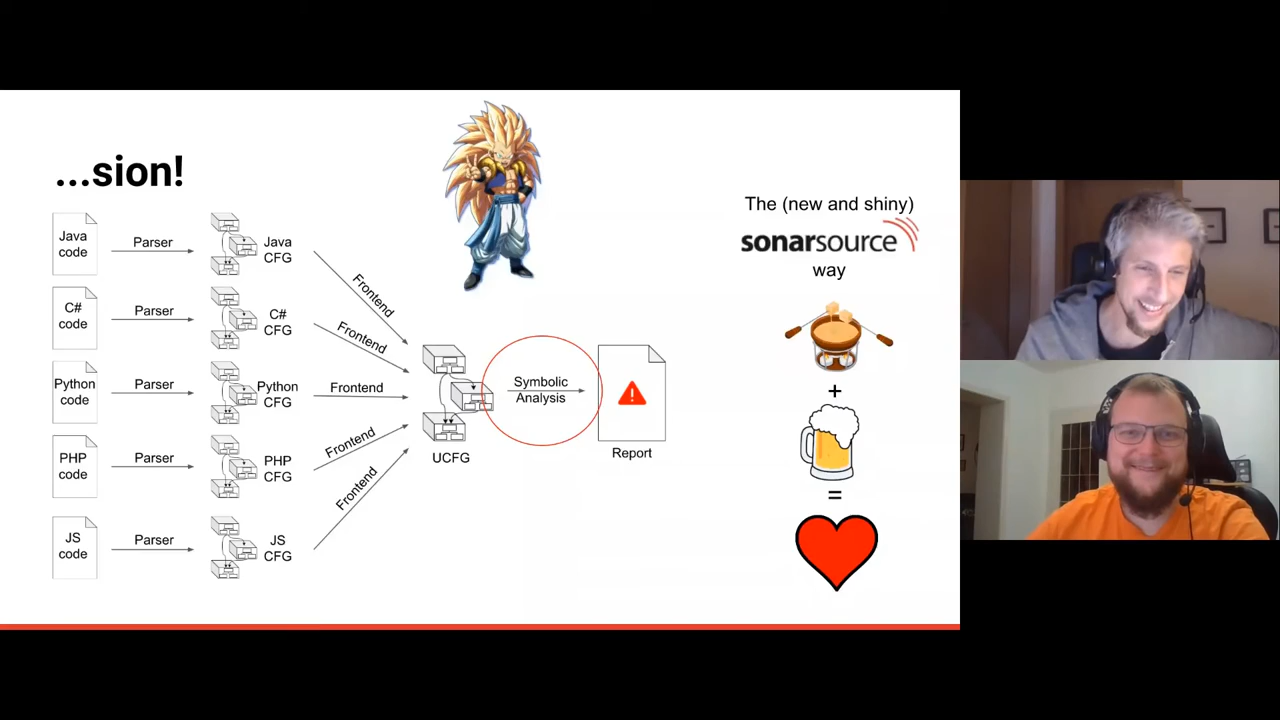 ...sion!
Java
code
Parser
Java
CFG
Frontend
C#
code
Parser
C#
CFG
Frontend
Python
code
Parser
Python
CFG
Frontend
PHP
code
Parser
PHP
CFG
Frontend
JS
code
Parser
JS
CFG
Frontend
UCFG
Symbolic
Analysis
!
Report
The (new and shiny)
sonarsource
way
+
=